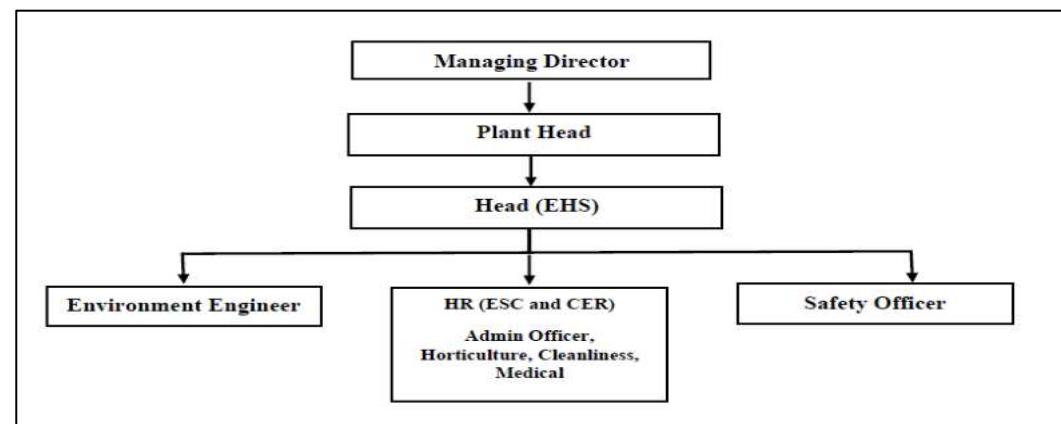 Managing Director
Plant Head
Head (EHS)
Environment Engineer
HR (ESC and CER)
Admin Officer,
Horticulture, Cleanliness,
Medical
Safety Officer